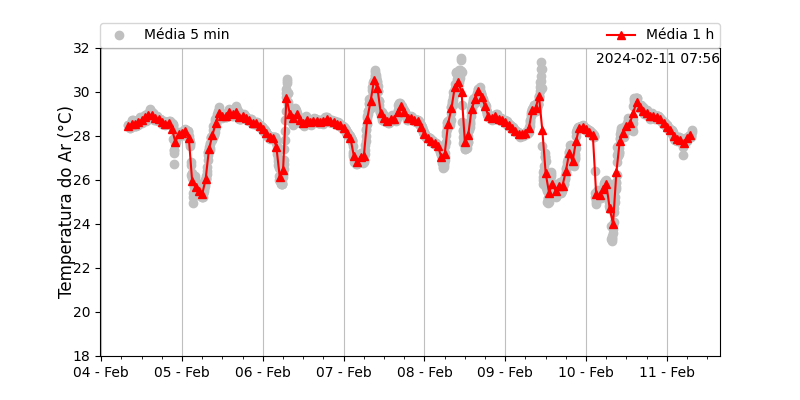 Média 5 min
Média 1 h
2024-02-11 07:56
Temperatura do Ar (°C)
32
30
28
26
24
22
20
18
04 - Feb
05 - Feb
06 - Feb
07 - Feb
08 - Feb
09 - Feb
10 - Feb
11 - Feb